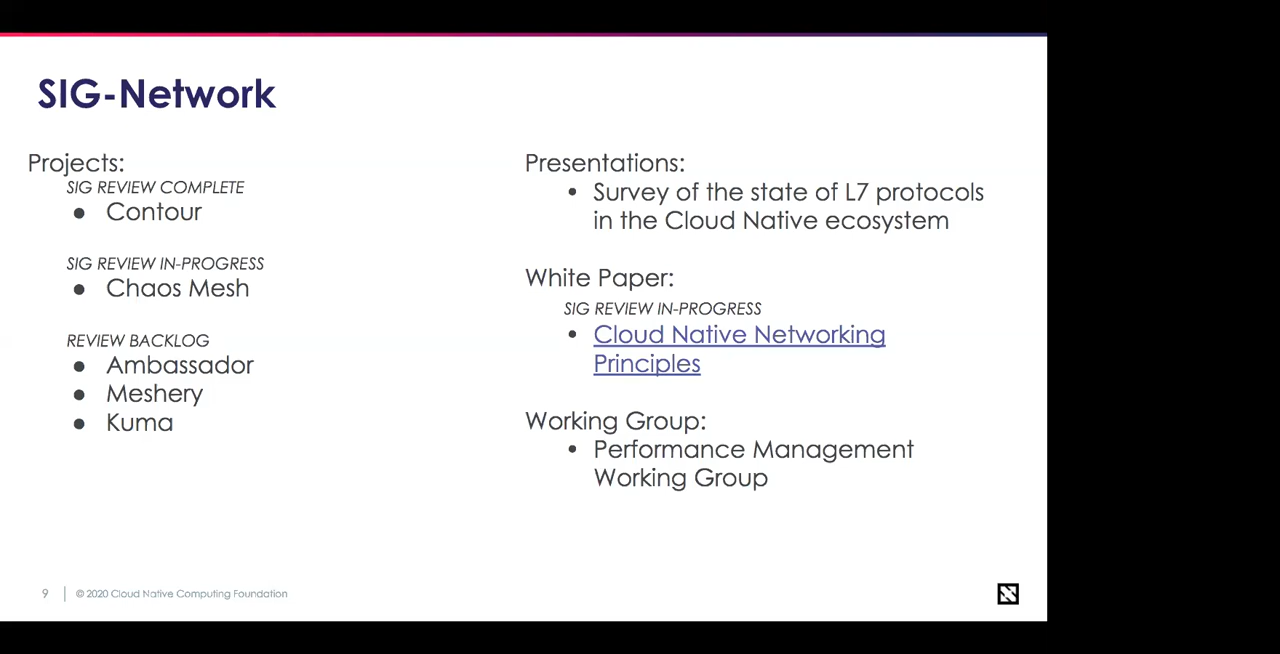 SIG-Network
Projects:
SIG REVIEW COMPLETE
● Contour
SIG REVIEW IN-PROGRESS
● Chaos Mesh
REVIEW BACKLOG
● Ambassador
● Meshery
● Kuma
Presentations:
• Survey of the state of L7 protocols
in the Cloud Native ecosystem
White Paper:
SIG REVIEW IN-PROGRESS
• Cloud Native Networking
Principles
Working Group:
• Performance Management
Working Group
9 | © 2020 Cloud Native Computing Foundation